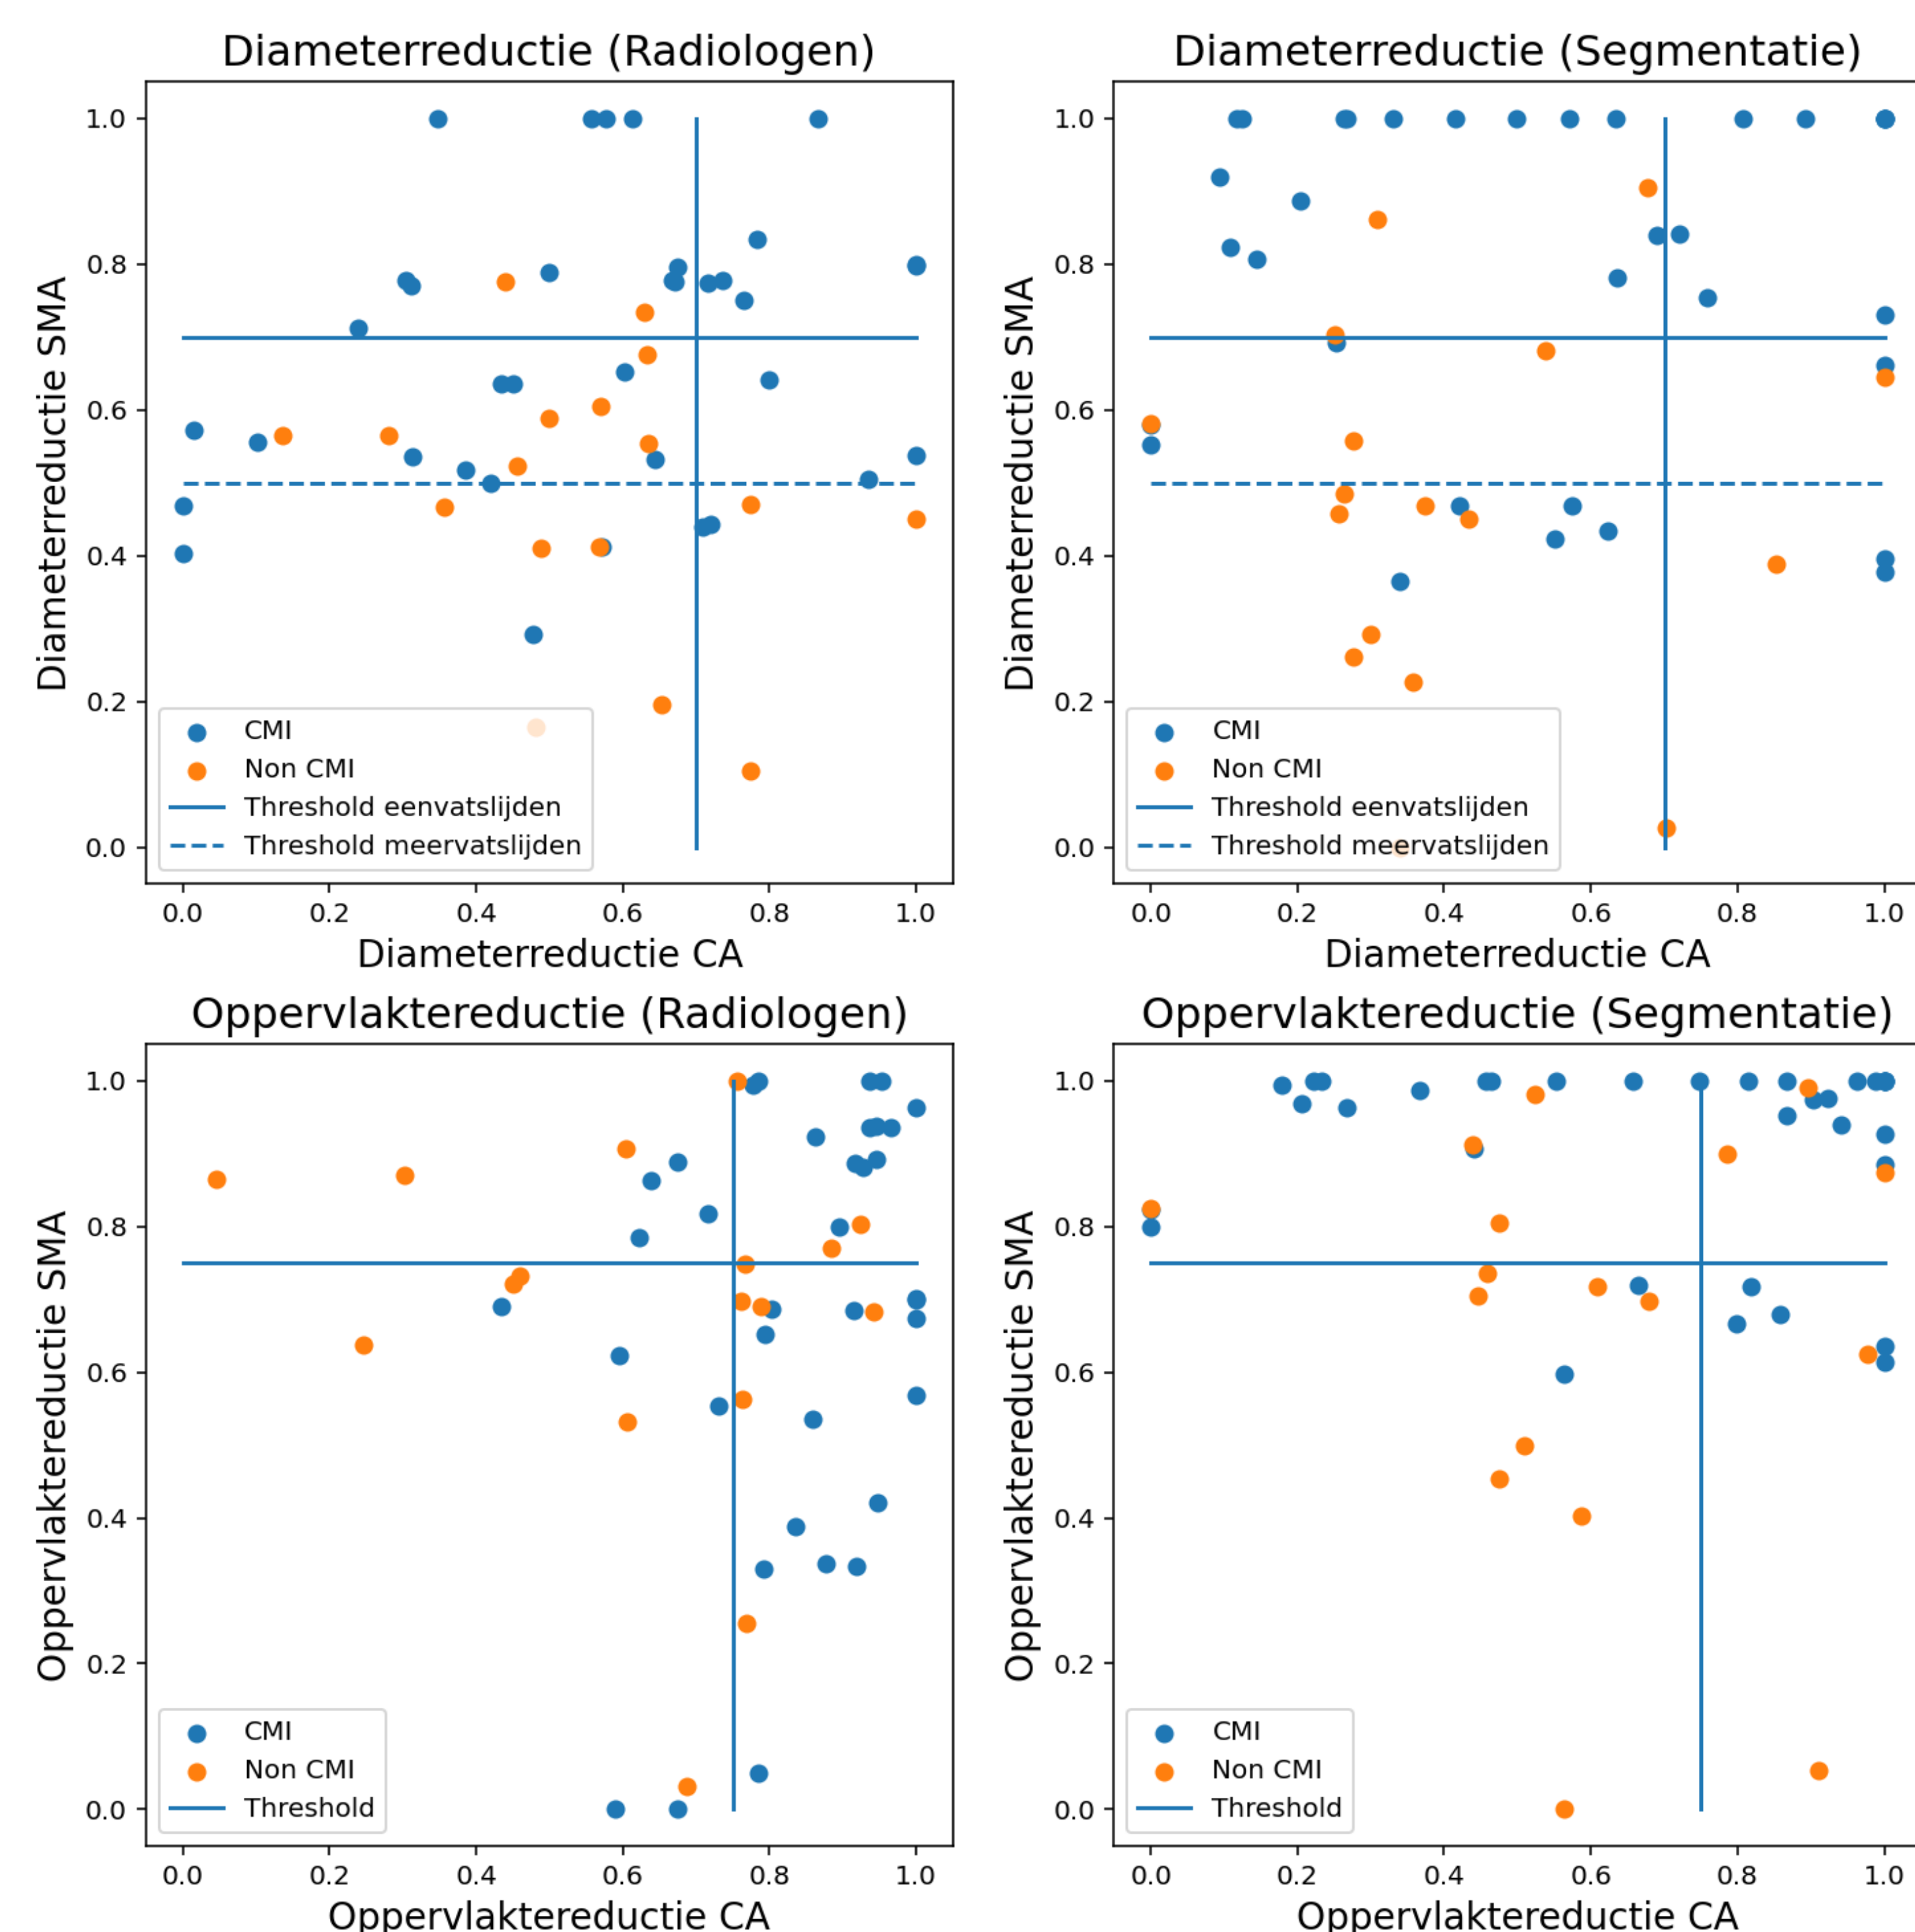 Diameterreductie (Radiologen)
Diameterreductie SMA
1.0
0.8
0.6
0.4
0.2
0.0
CMI
Non CMI
Threshold eenvatslijden
Threshold meervatslijden
0.0 0.2 0.4 0.6 0.8 1.0
Diameterreductie CA
Diameterreductie (Segmentatie)
Diameterreductie SMA
1.0
0.8
0.6
0.4
0.2
0.0
CMI
Non CMI
Threshold eenvatslijden
Threshold meervatslijden
0.0 0.2 0.4 0.6 0.8 1.0
Diameterreductie CA
Oppervlaktereductie (Radiologen)
Oppervlaktereductie SMA
1.0
0.8
0.6
0.4
0.2
0.0
CMI
Non CMI
Threshold
0.0 0.2 0.4 0.6 0.8 1.0
Oppervlaktereductie CA
Oppervlaktereductie (Segmentatie)
Oppervlaktereductie SMA
1.0
0.8
0.6
0.4
0.2
0.0
CMI
Non CMI
Threshold
0.0 0.2 0.4 0.6 0.8 1.0
Oppervlaktereductie CA